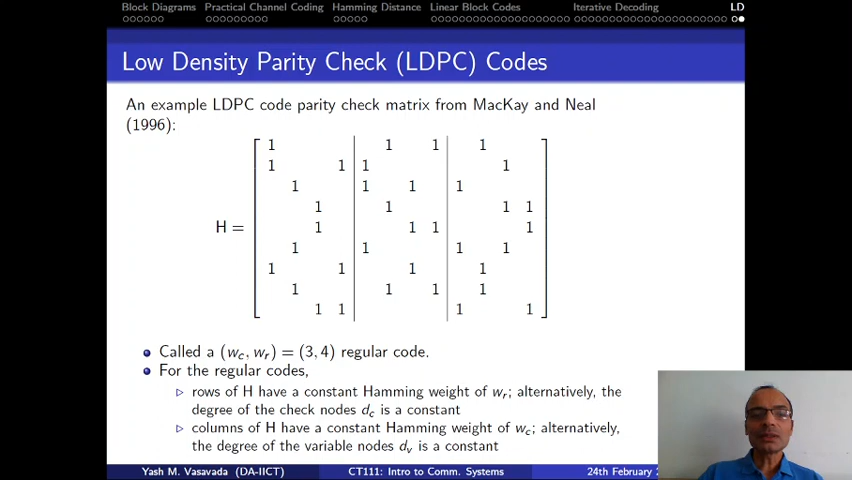 Block Diagrams Practical Channel Coding Hamming Distance Linear Block Codes Iterative Decoding LD
Low Density Parity Check (LDPC) Codes
An example LDPC code parity check matrix from MacKay and Neal
(1996):
1 1 1 1
1 1 1 1
1 1 1 1
1 1 1 1
H = 1 1 1 1
1 1 1 1
1 1 1 1
1 1 1 1
1 1 1 1
Called a (w_c, w_r) = (3, 4) regular code.
For the regular codes,
rows of H have a constant Hamming weight of w_r; alternatively, the
degree of the check nodes d_c is a constant
columns of H have a constant Hamming weight of w_c; alternatively,
the degree of the variable nodes d_v is a constant
Yash M. Vasavada (DA-IICT) CT111: Intro to Comm. Systems 24th February